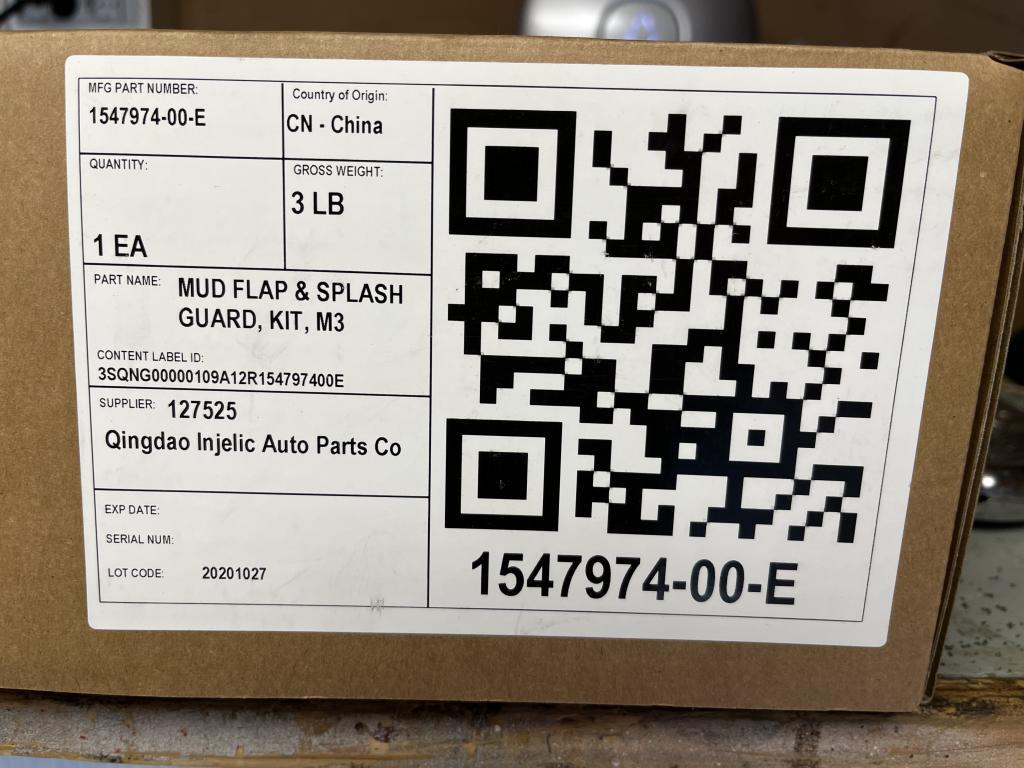 MFG PART NUMBER:
1547974-00-E
Country of Origin:
CN - China
QUANTITY:
1 EA
GROSS WEIGHT:
3 LB
PART NAME: MUD FLAP & SPLASH
GUARD, KIT, M3
CONTENT LABEL ID:
3SQNG00000109A12R154797400E
SUPPLIER: 127525
Qingdao Injelic Auto Parts Co
EXP DATE:
SERIAL NUM:
LOT CODE: 20201027
1547974-00-E